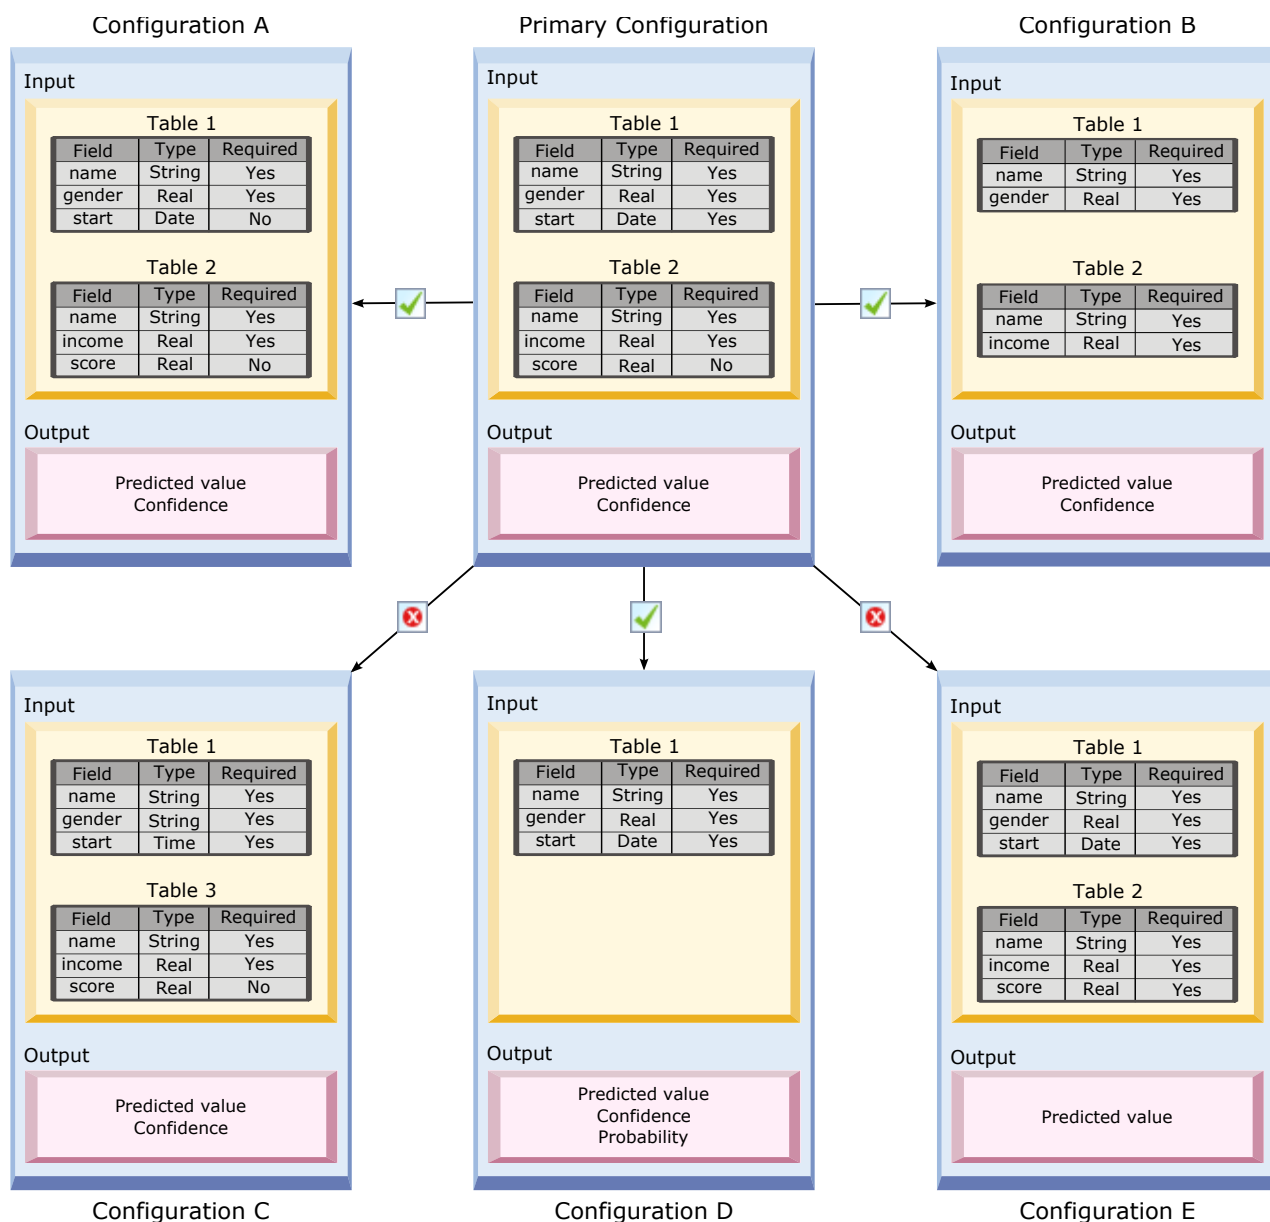 Configuration A
Input
Table 1
Field Type Required
name String Yes
gender Real Yes
start Date No
Table 2
Field Type Required
name String Yes
income Real Yes
score Real No
Output
Predicted value
Confidence
Primary Configuration
Input
Table 1
Field Type Required
name String Yes
gender Real Yes
start Date Yes
Table 2
Field Type Required
name String Yes
income Real Yes
score Real No
Output
Predicted value
Confidence
Configuration B
Input
Table 1
Field Type Required
name String Yes
gender Real Yes
Table 2
Field Type Required
name String Yes
income Real Yes
Output
Predicted value
Confidence
Input
Table 1
Field Type Required
name String Yes
gender String Yes
start Time Yes
Table 3
Field Type Required
name String Yes
income Real Yes
score Real No
Output
Predicted value
Confidence
Configuration C
Input
Table 1
Field Type Required
name String Yes
gender Real Yes
start Date Yes
Output
Predicted value
Confidence
Probability
Configuration D
Input
Table 1
Field Type Required
name String Yes
gender Real Yes
start Date Yes
Table 2
Field Type Required
name String Yes
income Real Yes
score Real Yes
Output
Predicted value
Configuration E